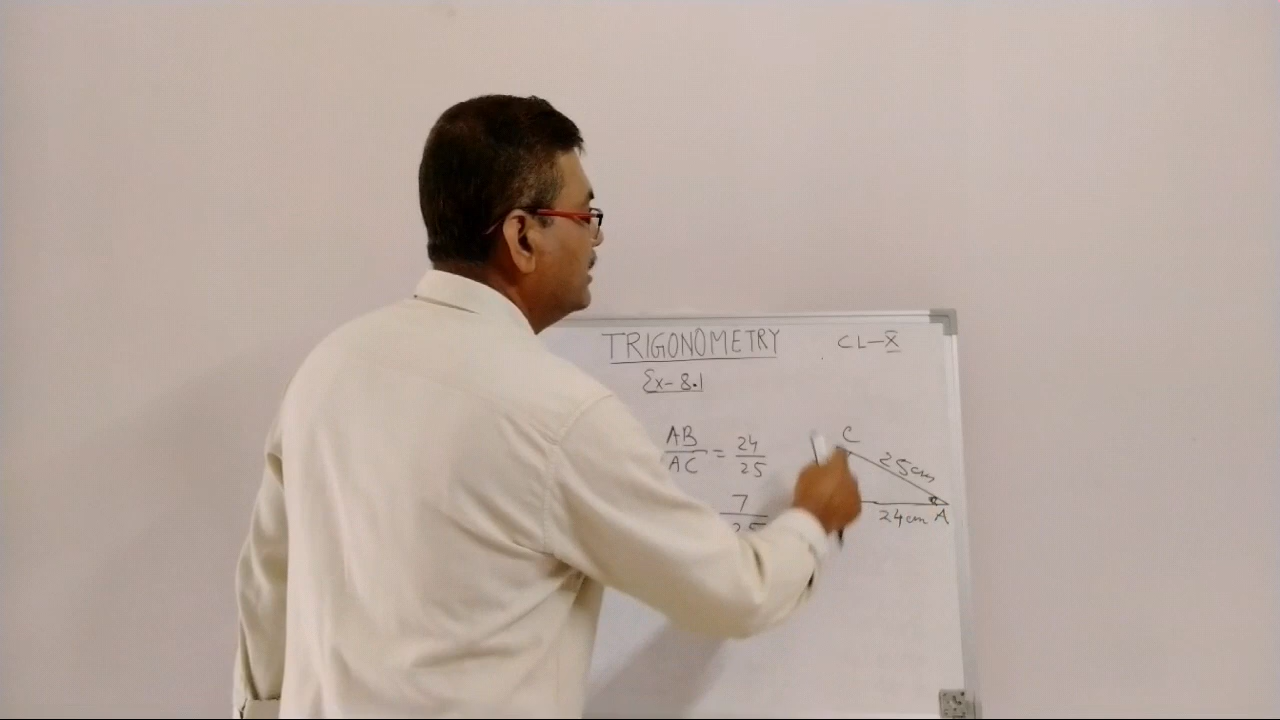 TRIGONOMETRY CL-X
Ex-8.1
AB/AC = 24/25
7/25
C
25cm
24cm A